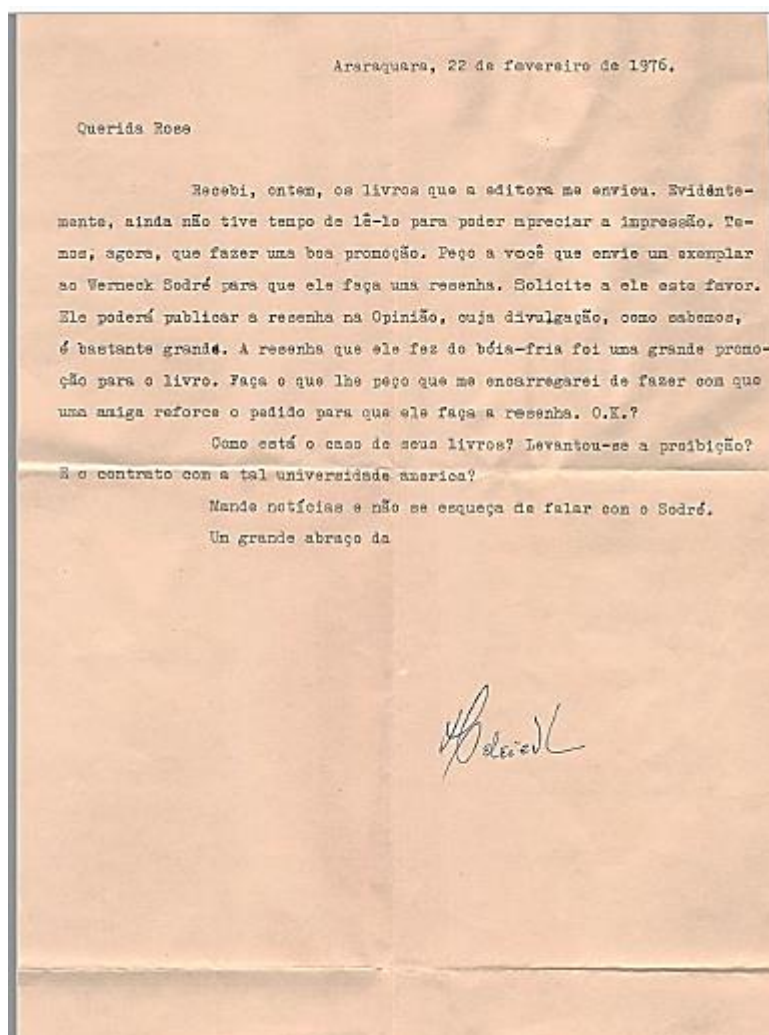 Araraquara, 22 de fevereiro de 1976.
Querida Rose
Recebi, ontem, os livros que a editora me enviou. Evidênte-
mente, ainda não tive tempo de lê-lo para poder apreciar a impressão. Te-
mos, agora, que fazer uma boa promoção. Peço a você que envie um exemplar
ao Werneck Sodré para que ele faça uma resenha. Solicite a ele este favor.
Ele poderá publicar a resenha na Opinião, cuja divulgação, como sabemos,
é bastante grande. A resenha que ele fez do bóia-fria foi uma grande promo-
ção para o livro. Faça o que lhe peço que me encarregarei de fazer com que
uma amiga reforce o pedido para que ele faça a resenha. O.K.?
Como está o caso de seus livros? Levantou-se a proibição?
E o contrato com a tal universidade america?
Mande notícias e não se esqueça de falar com o Sodré.
Um grande abraço da